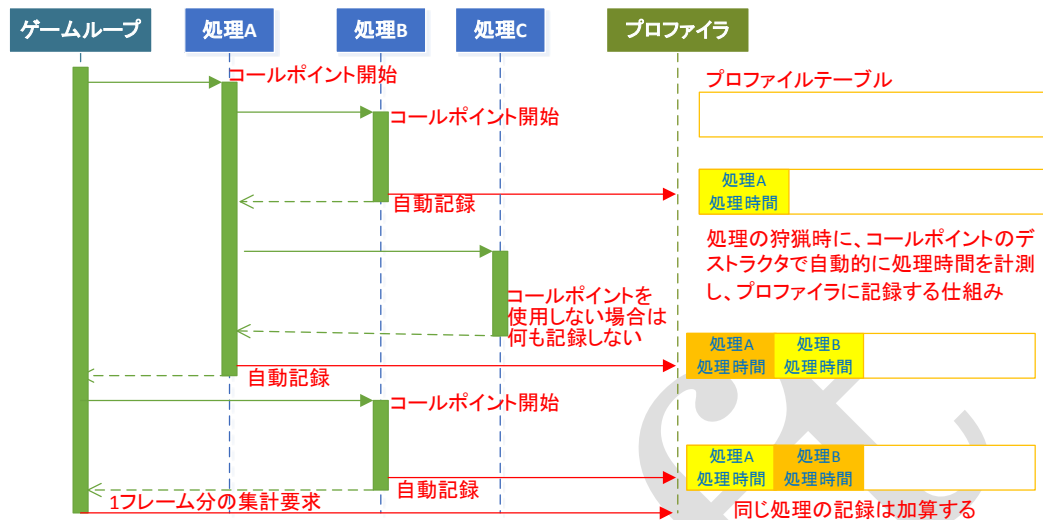 ゲームループ
処理A
処理B
処理C
プロファイラ
コールポイント開始
プロファイルテーブル
コールポイント開始
処理A
処理時間
自動記録
処理の狩猟時に、コールポイントのデ
ストラクタで自動的に処理時間を計測
し、プロファイラに記録する仕組み
コールポイントを
使用しない場合は
何も記録しない
処理A
処理時間
処理B
処理時間
自動記録
コールポイント開始
処理A
処理時間
処理B
処理時間
自動記録
1フレーム分の集計要求
同じ処理の記録は加算する